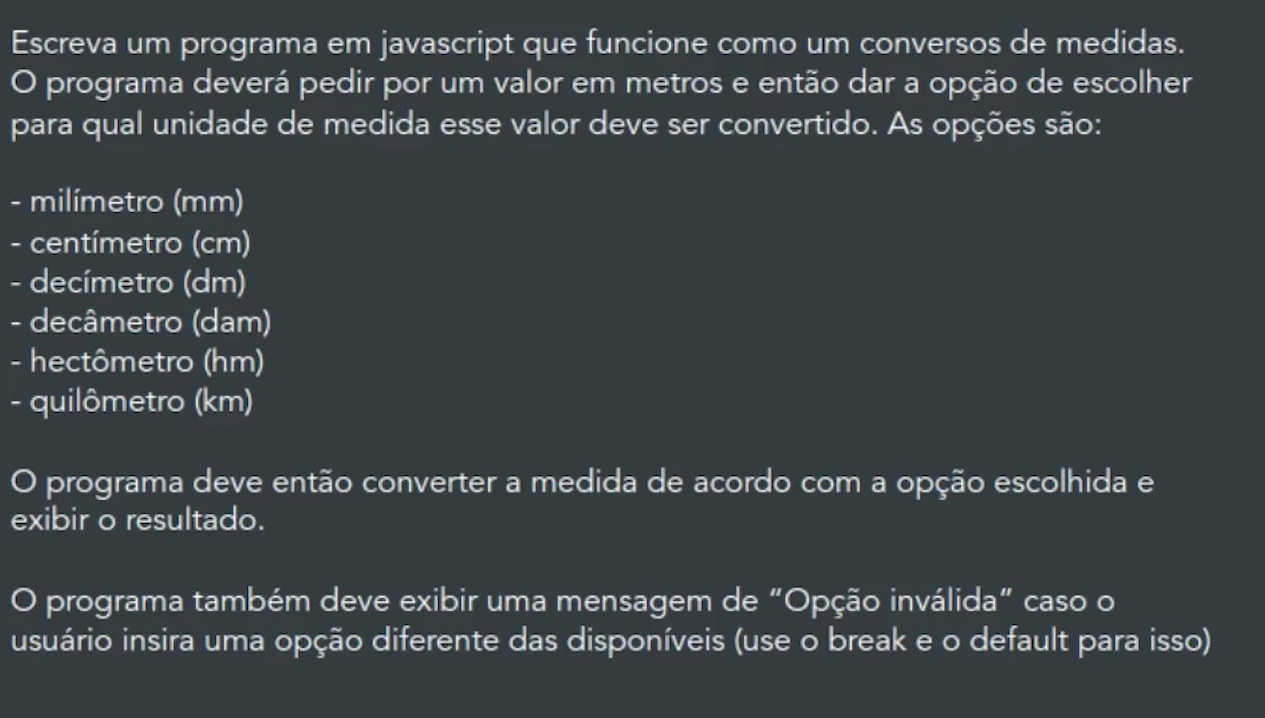 Escreva um programa em javascript que funcione como um conversos de medidas.
O programa deverá pedir por um valor em metros e então dar a opção de escolher
para qual unidade de medida esse valor deve ser convertido. As opções são:
- milímetro (mm)
- centímetro (cm)
- decímetro (dm)
- decâmetro (dam)
- hectômetro (hm)
- quilômetro (km)
O programa deve então converter a medida de acordo com a opção escolhida e
exibir o resultado.
O programa também deve exibir uma mensagem de “Opção inválida” caso o
usuário insira uma opção diferente das disponíveis (use o break e o default para isso)